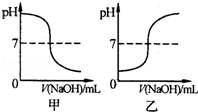 pH
7
0
V(NaOH)/mL
甲
pH
7
0
V(NaOH)/mL
乙